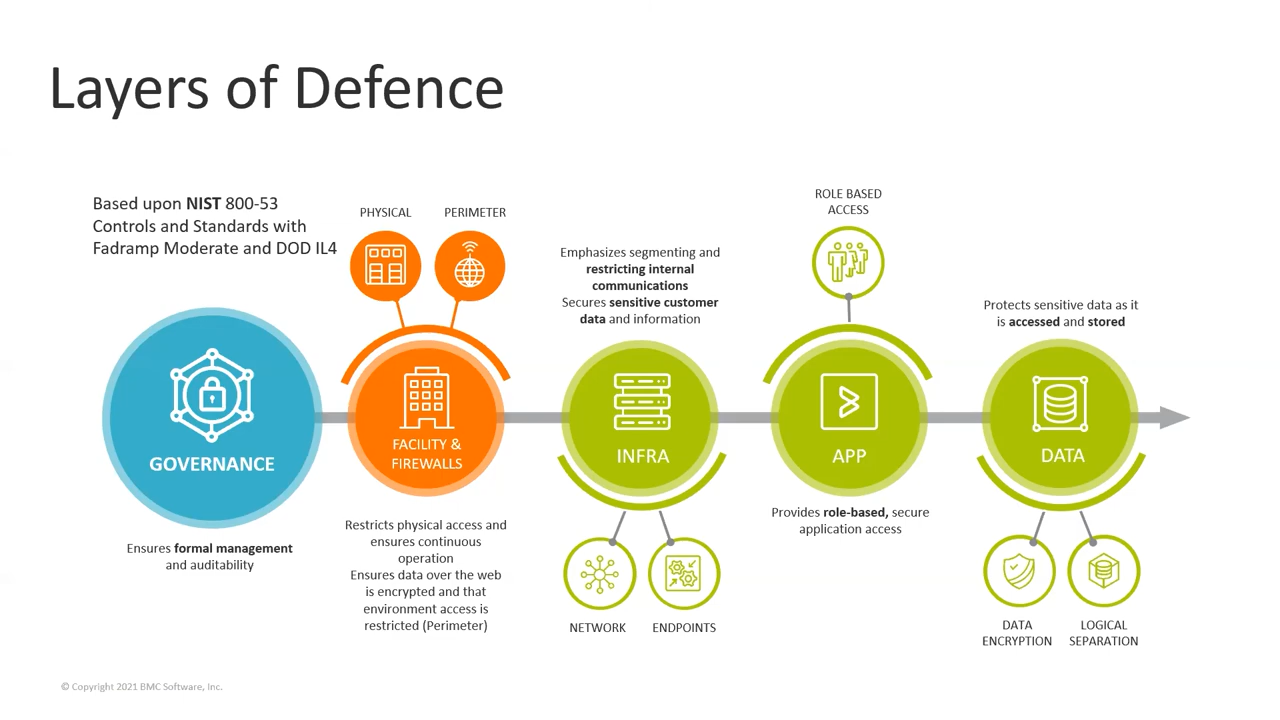 Layers of Defence
Based upon NIST 800-53
Controls and Standards with
Fadramp Moderate and DOD IL4
GOVERNANCE
Ensures formal management
and auditability
PHYSICAL
PERIMETER
FACILITY &
FIREWALLS
Restricts physical access and
ensures continuous
operation
Ensures data over the web
is encrypted and that
environment access is
restricted (Perimeter)
Emphasizes segmenting and
restricting internal
communications
Secures sensitive customer
data and information
INFRA
NETWORK
ENDPOINTS
ROLE BASED
ACCESS
APP
Provides role-based, secure
application access
Protects sensitive data as it
is accessed and stored
DATA
DATA
ENCRYPTION
LOGICAL
SEPARATION
© Copyright 2021 BMC Software, Inc.